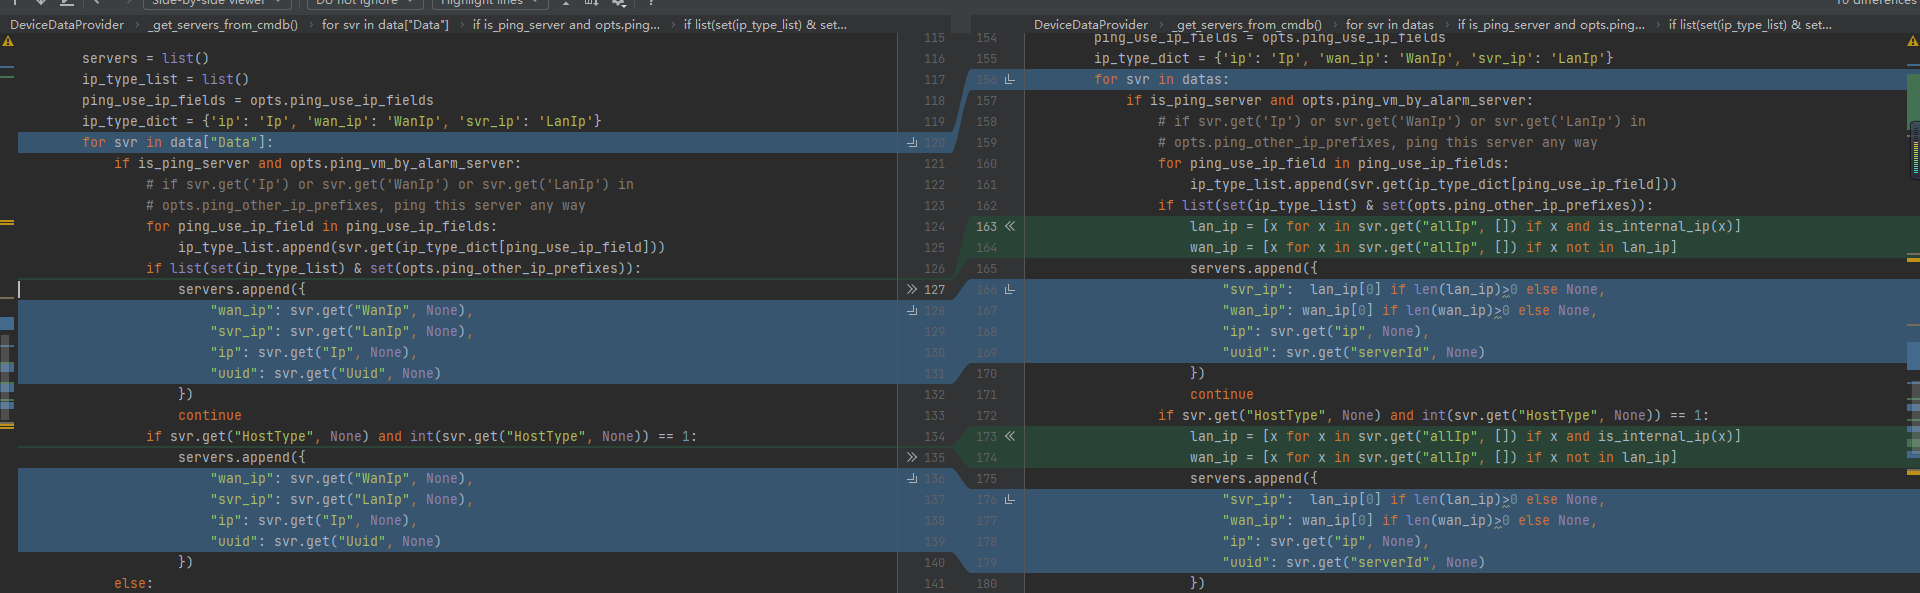 Side-by-side viewer Do not ignore Highlight lines ? 10 differences
DeviceDataProvider _get_servers_from_cmdb() for svr in data["Data"] if is_ping_server and opts.ping... if list(set(ip_type_list) & set...
115
servers = list() 116
ip_type_list = list() 117
ping_use_ip_fields = opts.ping_use_ip_fields 118
ip_type_dict = {'ip': 'Ip', 'wan_ip': 'WanIp', 'svr_ip': 'LanIp'} 119
for svr in data["Data"]: 120
if is_ping_server and opts.ping_vm_by_alarm_server: 121
# if svr.get('Ip') or svr.get('WanIp') or svr.get('LanIp') in 122
# opts.ping_other_ip_prefixes, ping this server any way 123
for ping_use_ip_field in ping_use_ip_fields: 124
ip_type_list.append(svr.get(ip_type_dict[ping_use_ip_field])) 125
if list(set(ip_type_list) & set(opts.ping_other_ip_prefixes)): 126
servers.append({ 127
"wan_ip": svr.get("WanIp", None), 128
"svr_ip": svr.get("LanIp", None), 129
"ip": svr.get("Ip", None), 130
"uuid": svr.get("Uuid", None) 131
}) 132
continue 133
if svr.get("HostType", None) and int(svr.get("HostType", None)) == 1: 134
servers.append({ 135
"wan_ip": svr.get("WanIp", None), 136
"svr_ip": svr.get("LanIp", None), 137
"ip": svr.get("Ip", None), 138
"uuid": svr.get("Uuid", None) 139
}) 140
else: 141
DeviceDataProvider _get_servers_from_cmdb() for svr in datas if is_ping_server and opts.ping... if list(set(ip_type_list) & set...
154 ping_use_ip_fields = opts.ping_use_ip_fields
155 ip_type_dict = {'ip': 'Ip', 'wan_ip': 'WanIp', 'svr_ip': 'LanIp'}
156 for svr in datas:
157 if is_ping_server and opts.ping_vm_by_alarm_server:
158 # if svr.get('Ip') or svr.get('WanIp') or svr.get('LanIp') in
159 # opts.ping_other_ip_prefixes, ping this server any way
160 for ping_use_ip_field in ping_use_ip_fields:
161 ip_type_list.append(svr.get(ip_type_dict[ping_use_ip_field]))
162 if list(set(ip_type_list) & set(opts.ping_other_ip_prefixes)):
163 lan_ip = [x for x in svr.get("allIp", []) if x and is_internal_ip(x)]
164 wan_ip = [x for x in svr.get("allIp", []) if x not in lan_ip]
165 servers.append({
166 "svr_ip":  lan_ip[0] if len(lan_ip)>0 else None,
167 "wan_ip": wan_ip[0] if len(wan_ip)>0 else None,
168 "ip": svr.get("ip", None),
169 "uuid": svr.get("serverId", None)
170 })
171 continue
172 if svr.get("HostType", None) and int(svr.get("HostType", None)) == 1:
173 lan_ip = [x for x in svr.get("allIp", []) if x and is_internal_ip(x)]
174 wan_ip = [x for x in svr.get("allIp", []) if x not in lan_ip]
175 servers.append({
176 "svr_ip":  lan_ip[0] if len(lan_ip)>0 else None,
177 "wan_ip": wan_ip[0] if len(wan_ip)>0 else None,
178 "ip": svr.get("ip", None),
179 "uuid": svr.get("serverId", None)
180 })